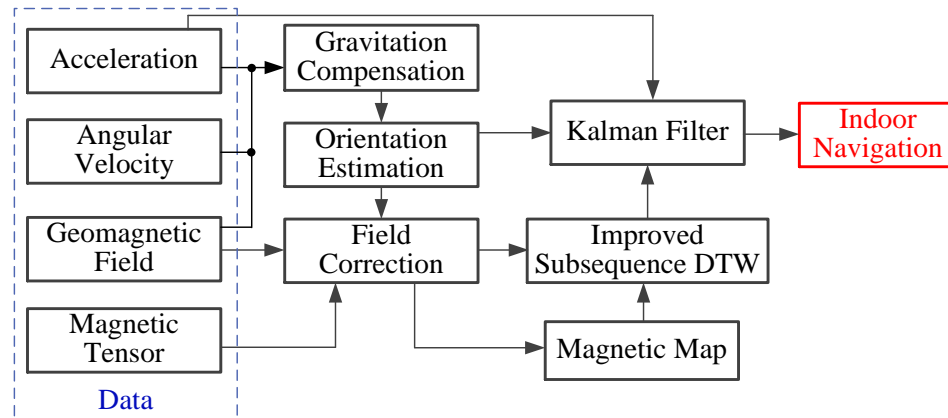 Acceleration
Angular
Velocity
Geomagnetic
Field
Magnetic
Tensor
Data
Gravitation
Compensation
Orientation
Estimation
Field
Correction
Kalman Filter
Improved
Subsequence DTW
Magnetic Map
Indoor
Navigation